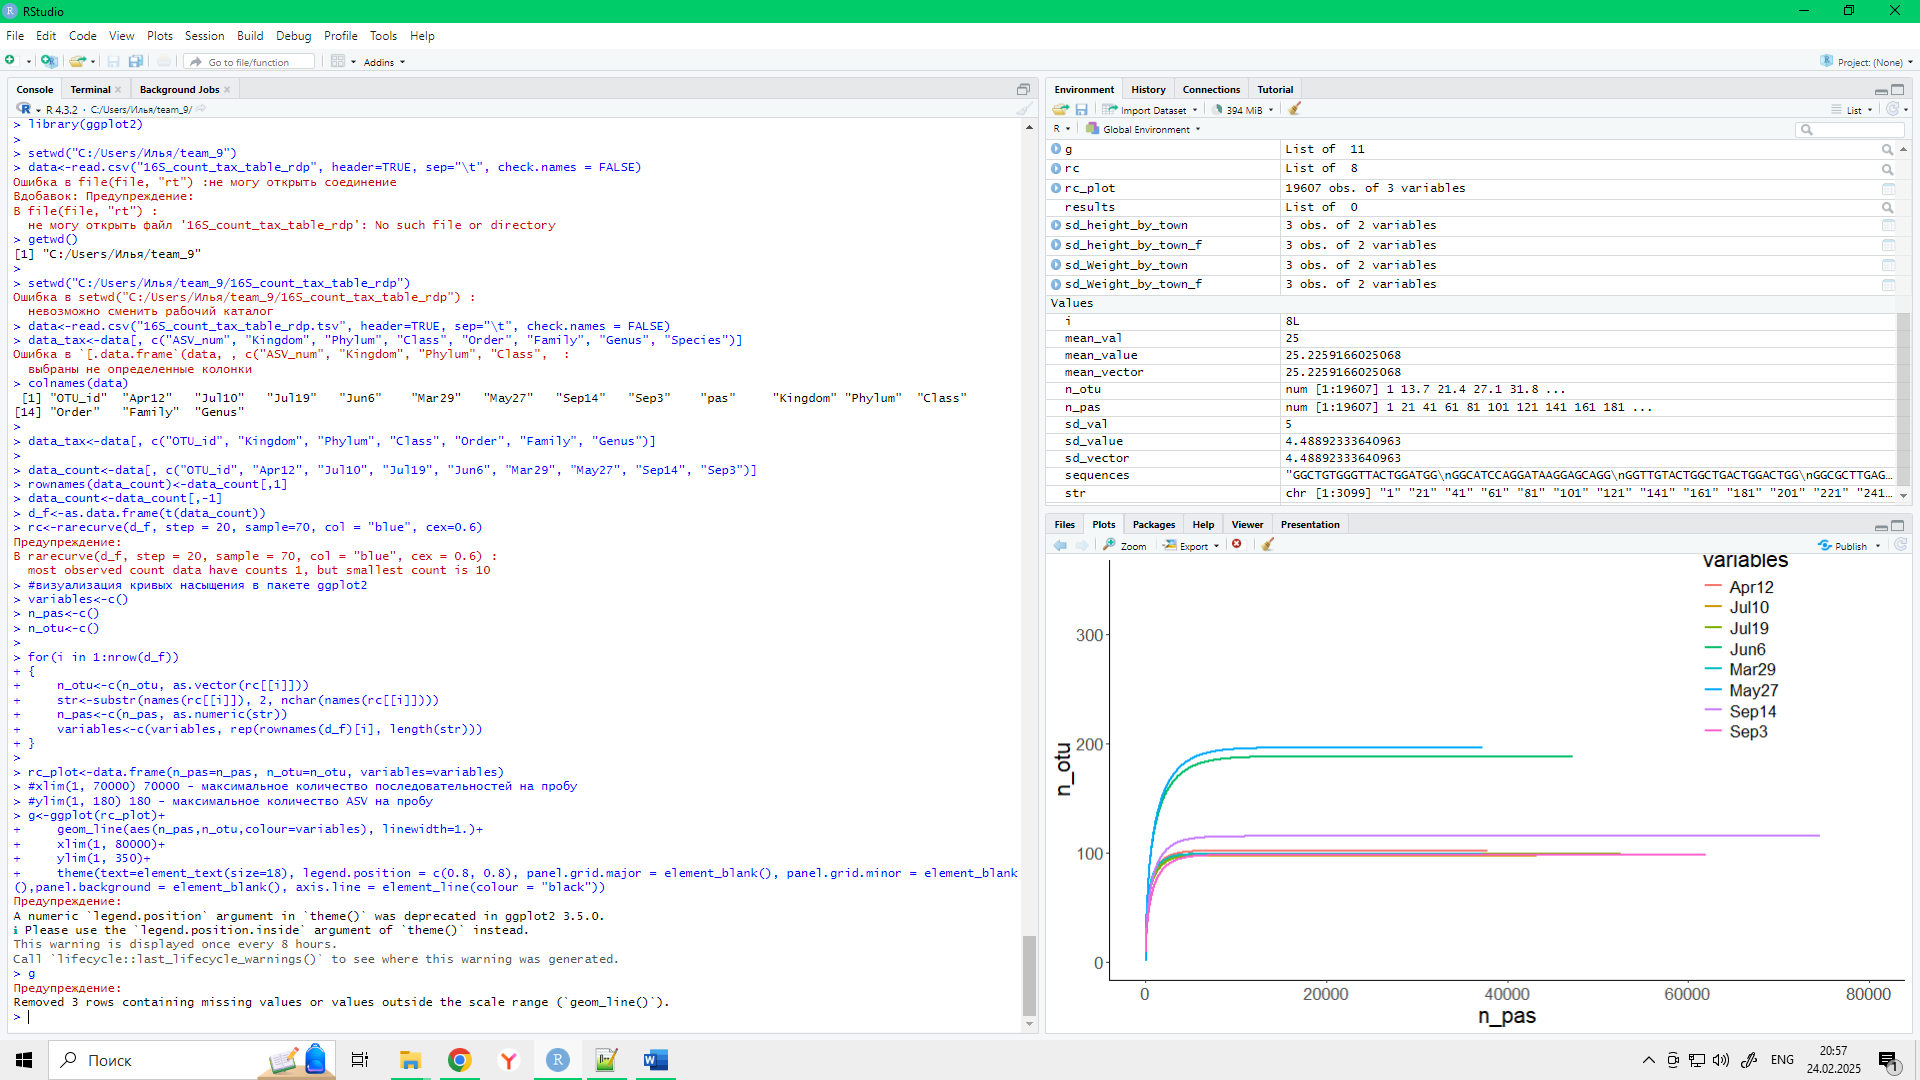 RStudio
File Edit Code View Plots Session Build Debug Profile Tools Help
Go to file/function Addins Project: (None)
Console Terminal Background Jobs
R 4.3.2 · C:/Users/Илья/team_9/
> library(ggplot2)
>
> setwd("C:/Users/Илья/team_9")
> data<-read.csv("16S_count_tax_table_rdp", header=TRUE, sep="\t", check.names = FALSE)
Ошибка в file(file, "rt") :не могу открыть соединение
Вдобавок: Предупреждение:
В file(file, "rt") :
не могу открыть файл '16S_count_tax_table_rdp': No such file or directory
> getwd()
[1] "C:/Users/Илья/team_9"
>
> setwd("C:/Users/Илья/team_9/16S_count_tax_table_rdp")
Ошибка в setwd("C:/Users/Илья/team_9/16S_count_tax_table_rdp") :
невозможно сменить рабочий каталог
> data<-read.csv("16S_count_tax_table_rdp.tsv", header=TRUE, sep="\t", check.names = FALSE)
> data_tax<-data[, c("ASV_num", "Kingdom", "Phylum", "Class", "Order", "Family", "Genus", "Species")]
Ошибка в `[.data.frame`(data, , c("ASV_num", "Kingdom", "Phylum", "Class", :
выбраны не определенные колонки
> colnames(data)
[1] "OTU_id" "Apr12" "Jul10" "Jul19" "Jun6" "Mar29" "May27" "Sep14" "Sep3" "pas" "Kingdom" "Phylum" "Class"
[14] "Order" "Family" "Genus"
>
> data_tax<-data[, c("OTU_id", "Kingdom", "Phylum", "Class", "Order", "Family", "Genus")]
>
> data_count<-data[, c("OTU_id", "Apr12", "Jul10", "Jul19", "Jun6", "Mar29", "May27", "Sep14", "Sep3")]
> rownames(data_count)<-data_count[,1]
> data_count<-data_count[,-1]
> d_f<-as.data.frame(t(data_count))
> rc<-rarecurve(d_f, step = 20, sample=70, col = "blue", cex=0.6)
Предупреждение:
В rarecurve(d_f, step = 20, sample = 70, col = "blue", cex = 0.6) :
most observed count data have counts 1, but smallest count is 10
> #визуализация кривых насыщения в пакете ggplot2
> variables<-c()
> n_pas<-c()
> n_otu<-c()
>
> for(i in 1:nrow(d_f))
+ {
+ n_otu<-c(n_otu, as.vector(rc[[i]]))
+ str<-substr(names(rc[[i]]), 2, nchar(names(rc[[i]])))
+ n_pas<-c(n_pas, as.numeric(str))
+ variables<-c(variables, rep(rownames(d_f)[i], length(str)))
+ }
>
> rc_plot<-data.frame(n_pas=n_pas, n_otu=n_otu, variables=variables)
> #xlim(1, 70000) 70000 - максимальное количество последовательностей на пробу
> #ylim(1, 180) 180 - максимальное количество ASV на пробу
> g<-ggplot(rc_plot)+
+ geom_line(aes(n_pas,n_otu,colour=variables), linewidth=1.)+
+ xlim(1, 80000)+
+ ylim(1, 350)+
+ theme(text=element_text(size=18), legend.position = c(0.8, 0.8), panel.grid.major = element_blank(), panel.grid.minor = element_blank
(),panel.background = element_blank(), axis.line = element_line(colour = "black"))
Предупреждение:
A numeric `legend.position` argument in `theme()` was deprecated in ggplot2 3.5.0.
ℹ Please use the `legend.position.inside` argument of `theme()` instead.
This warning is displayed once every 8 hours.
Call `lifecycle::last_lifecycle_warnings()` to see where this warning was generated.
> g
Предупреждение:
Removed 3 rows containing missing values or values outside the scale range (`geom_line()`).
>
Environment History Connections Tutorial
Import Dataset 394 MiB List
R Global Environment
g List of 11
rc List of 8
rc_plot 19607 obs. of 3 variables
results List of 0
sd_height_by_town 3 obs. of 2 variables
sd_height_by_town_f 3 obs. of 2 variables
sd_Weight_by_town 3 obs. of 2 variables
sd_Weight_by_town_f 3 obs. of 2 variables
Values
i 8L
mean_val 25
mean_value 25.2259166025068
mean_vector 25.2259166025068
n_otu num [1:19607] 1 13.7 21.4 27.1 31.8 ...
n_pas num [1:19607] 1 21 41 61 81 101 121 141 161 181 ...
sd_val 5
sd_value 4.48892333640963
sd_vector 4.48892333640963
sequences "GGCTGTGGGTTACTGGATGG\nGGCATCCAGGATAAGGAGCAGG\nGGTTGTACTGGCTGACTGGACTGG\nGGCGCTTGAG…
str chr [1:3099] "1" "21" "41" "61" "81" "101" "121" "141" "161" "181" "201" "221" "241…
Files Plots Packages Help Viewer Presentation
Zoom Export Publish
variables
Apr12
Jul10
Jul19
Jun6
Mar29
May27
Sep14
Sep3
300
200
100
0
n_otu
0 20000 40000 60000 80000
n_pas
Поиск
ENG
20:57
24.02.2025
1